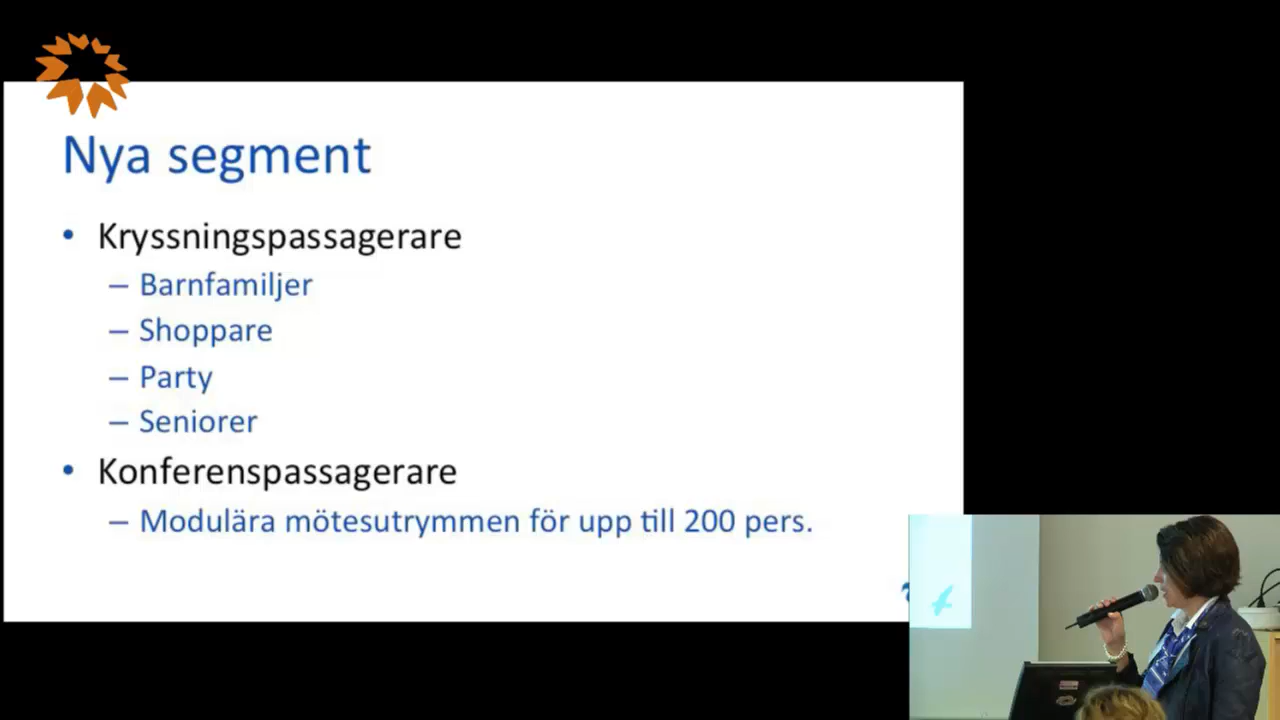 Nya segment
• Kryssningspassagerare
– Barnfamiljer
– Shoppare
– Party
– Seniorer
• Konferenspassagerare
– Modulära mötesutrymmen för upp till 200 pers.